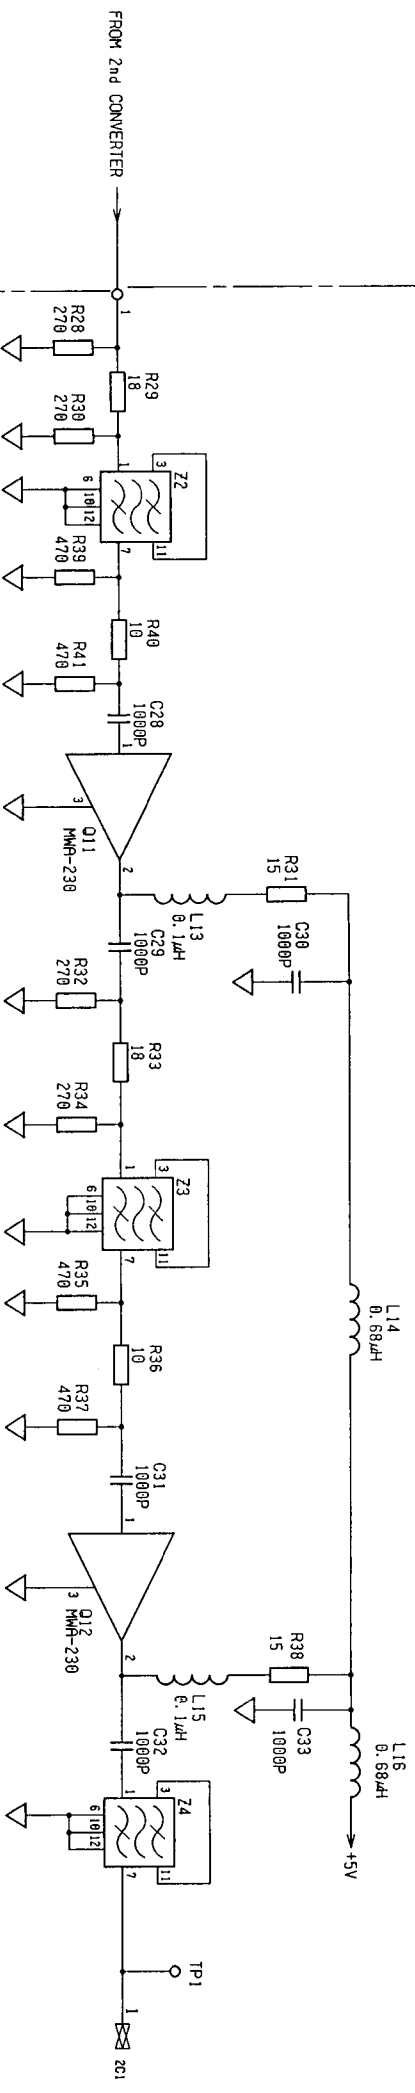 FROM 2nd CONVERTER
1
R28
270
R29
18
R30
270
1
3
Z2
11
6
10
12
7
R39
470
R40
10
R41
470
C28
1000P
1
3
Q11
MWA-230
2
L13
0.1μH
R31
15
C30
1000P
C29
1000P
R32
270
R33
18
R34
270
1
3
Z3
11
6
10
12
7
R35
470
R36
10
R37
470
C31
1000P
1
3
Q12
MWA-230
2
L14
0.68μH
L15
0.1μH
R38
15
C33
1000P
L16
0.68μH
+5V
C32
1000P
1
3
Z4
11
6
10
12
7
TP1
1
2C1